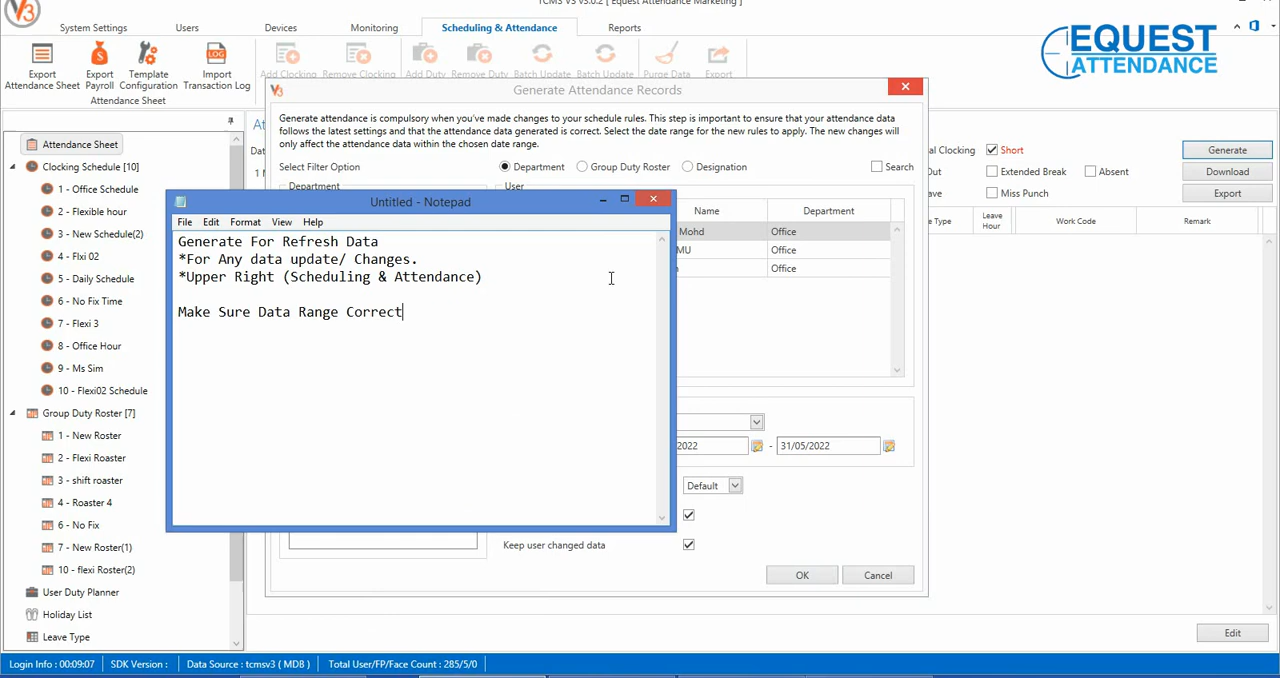 V3
TCMS V3 V3.0.2 [ Equest Attendance Marketing ]
System Settings
Users
Devices
Monitoring
Scheduling & Attendance
Reports
Export Attendance Sheet
Export Payroll
Template Configuration
Import Transaction Log
Add Clocking
Remove Clocking
Add Duty
Remove Duty
Batch Update
Batch Update
Purge Data
Export
Attendance Sheet
EQUEST
ATTENDANCE
V3
Generate Attendance Records
Generate attendance is compulsory when you've made changes to your schedule rules. This step is important to ensure that your attendance data
follows the latest settings and that the attendance data generated is correct. Select the date range for the new rules to apply. The new changes will
only affect the attendance data within the chosen date range.
Select Filter Option
Department
Group Duty Roster
Designation
Search
Department
User
Name
Department
Mohd
Office
MU
Office
Office
2022
-
31/05/2022
Default
Keep user changed data
OK
Cancel
Untitled - Notepad
File
Edit
Format
View
Help
Generate For Refresh Data
*For Any data update/ Changes.
*Upper Right (Scheduling & Attendance)
Make Sure Data Range Correct
Attendance Sheet
Clocking Schedule [10]
1 - Office Schedule
2 - Flexible hour
3 - New Schedule(2)
4 - Flxi 02
5 - Daily Schedule
6 - No Fix Time
7 - Flexi 3
8 - Office Hour
9 - Ms Sim
10 - Flexi02 Schedule
Group Duty Roster [7]
1 - New Roster
2 - Flexi Roaster
3 - shift roaster
4 - Roaster 4
6 - No Fix
7 - New Roster(1)
10 - flexi Roster(2)
User Duty Planner
Holiday List
Leave Type
Clocking
Short
Generate
Out
Extended Break
Absent
Download
Miss Punch
Export
Type
Leave Hour
Work Code
Remark
Edit
Login Info : 00:09:07
SDK Version :
Data Source : tcmsv3 ( MDB )
Total User/FP/Face Count : 285/5/0